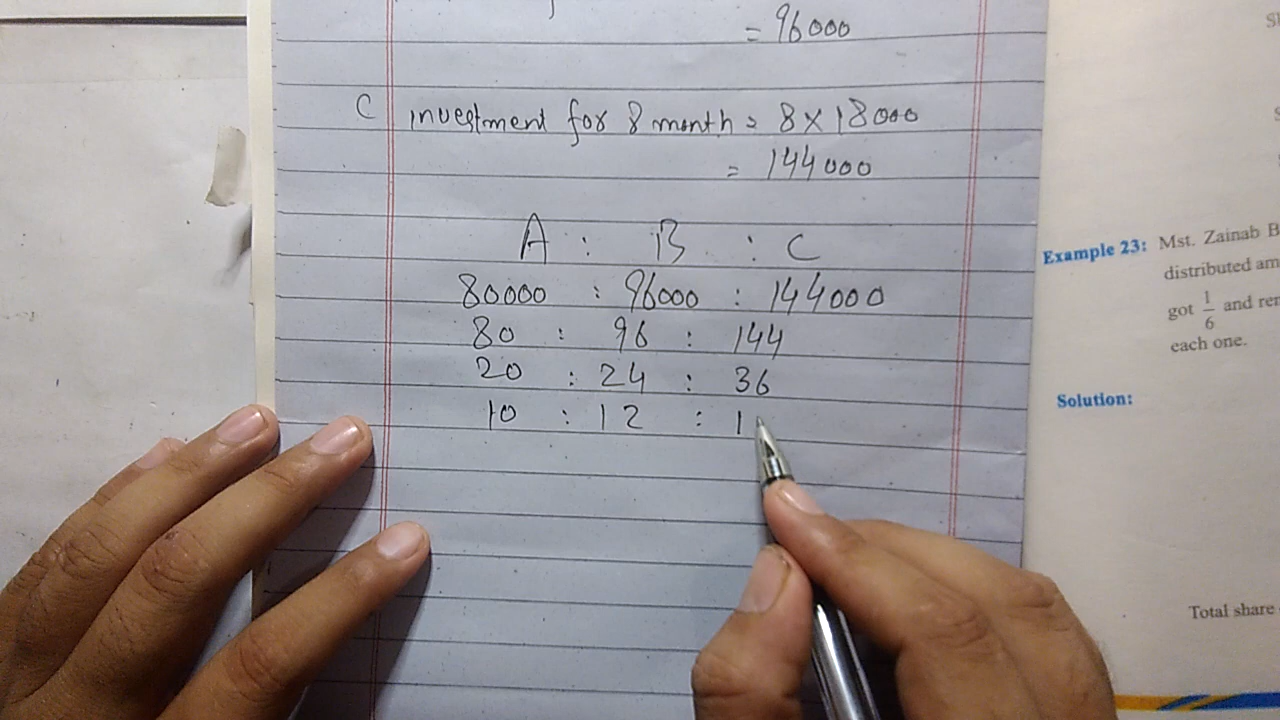 = 96000
C investment for 8 month = 8 × 18000
= 144000
A : B : C
80000 : 96000 : 144000
80 : 96 : 144
20 : 24 : 36
10 : 12 : 1
Example 23: Mst. Zainab B
distributed am
got 1/6 and rer
each one.
Solution:
Total share